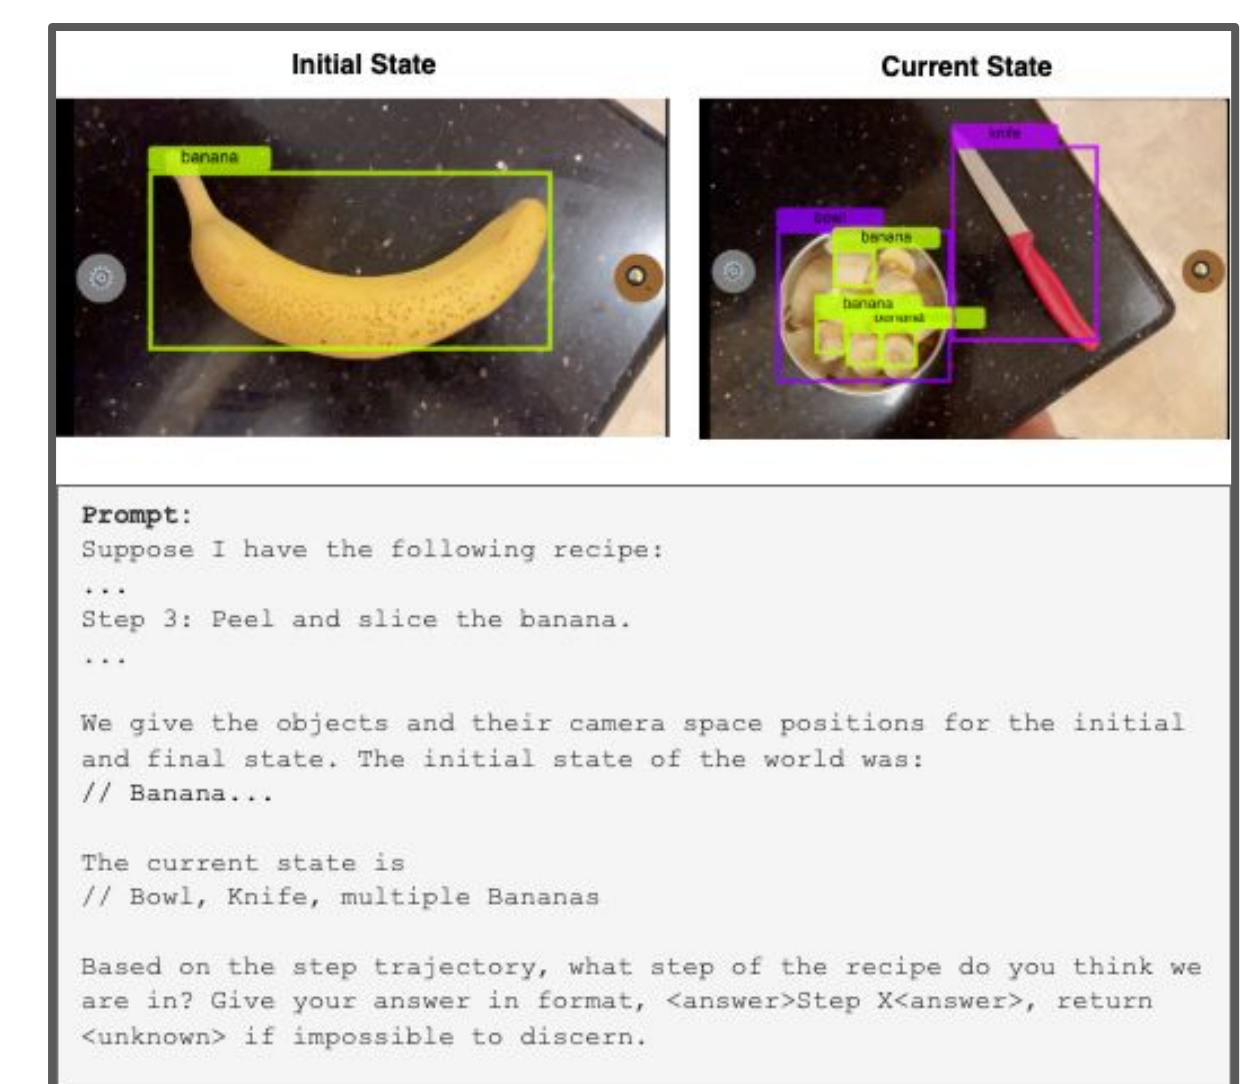 Initial State
Current State
banana
knife
bowl
banana
banana
banana
Prompt:
Suppose I have the following recipe:
...
Step 3: Peel and slice the banana.
...
We give the objects and their camera space positions for the initial
and final state. The initial state of the world was:
// Banana...
The current state is
// Bowl, Knife, multiple Bananas
Based on the step trajectory, what step of the recipe do you think we
are in? Give your answer in format, <answer>Step X<answer>, return
<unknown> if impossible to discern.